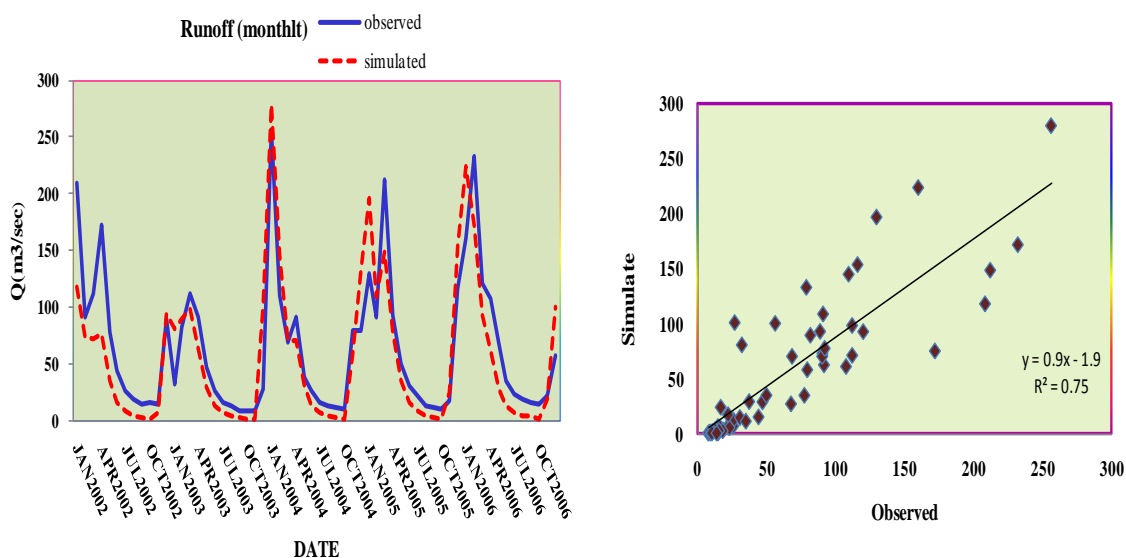 Runoff (monthlt)
observed
simulated
300
250
200
150
100
50
0
Q(m3/sec)
JAN2002
APR2002
JUL2002
OCT2002
JAN2003
APR2003
JUL2003
OCT2003
JAN2004
APR2004
JUL2004
OCT2004
JAN2005
APR2005
JUL2005
OCT2005
JAN2006
APR2006
JUL2006
OCT2006
DATE
300
250
200
150
100
50
0
Simulate
y = 0.9x - 1.9
R² = 0.75
0 50 100 150 200 250 300
Observed